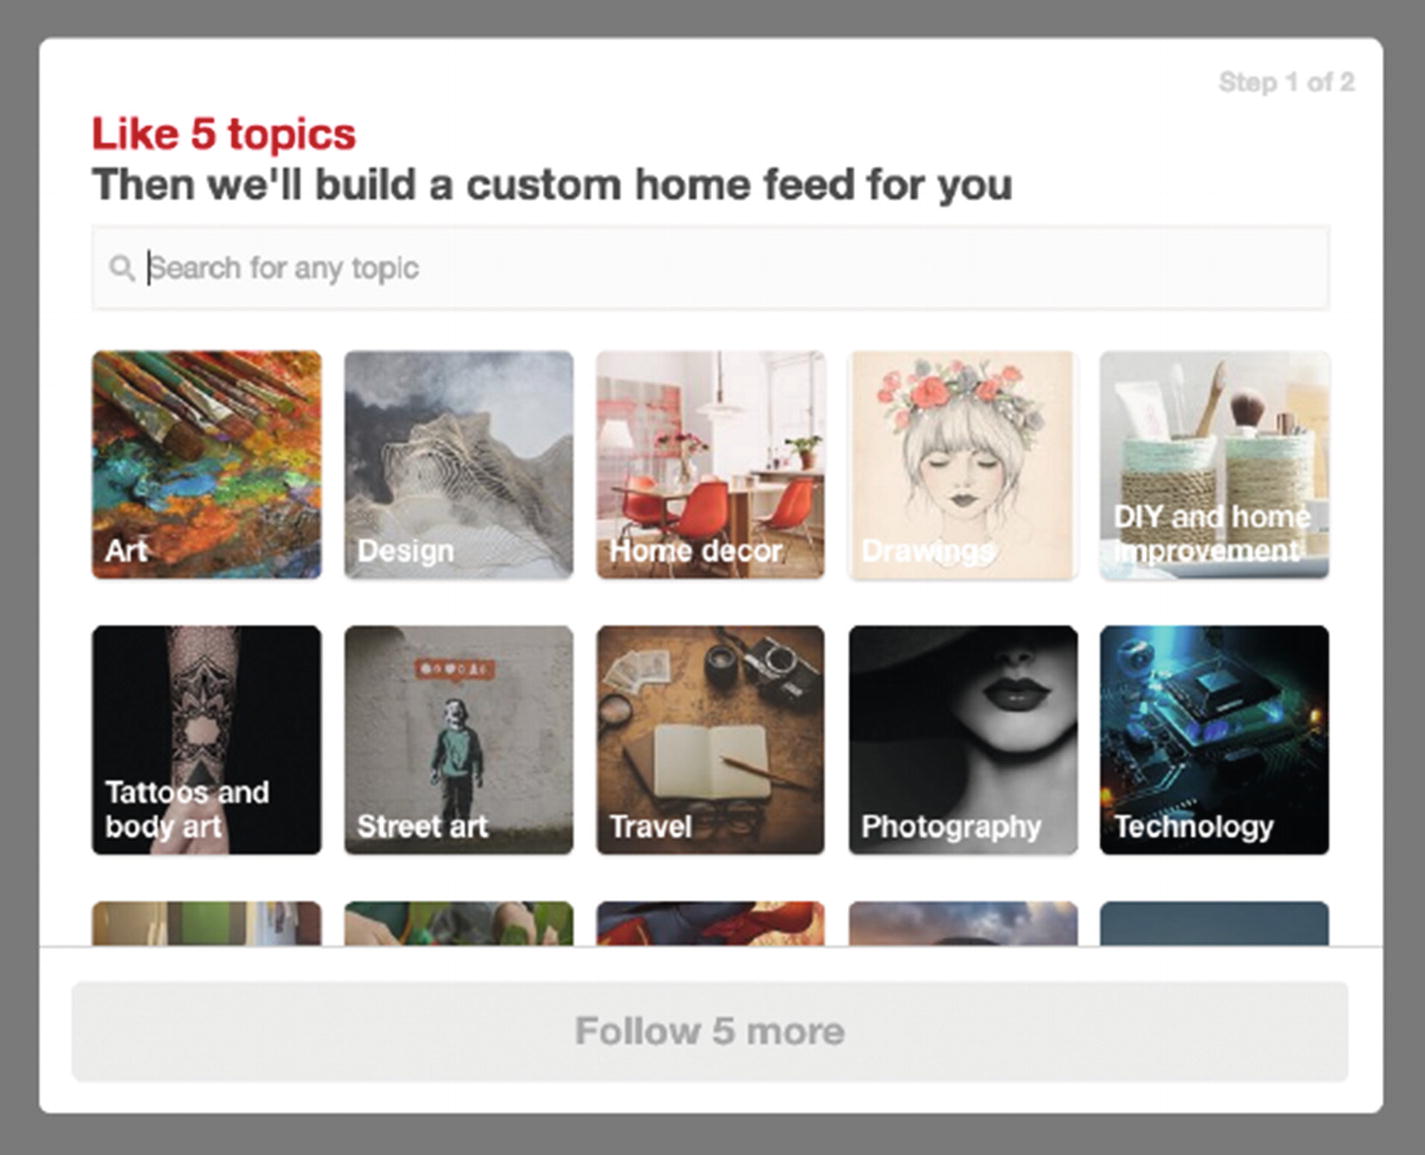 Step 1 of 2
Like 5 topics
Then we'll build a custom home feed for you
Search for any topic
Art
Design
Home decor
Drawings
DIY and home
improvement
Tattoos and
body art
Street art
Travel
Photography
Technology
Follow 5 more